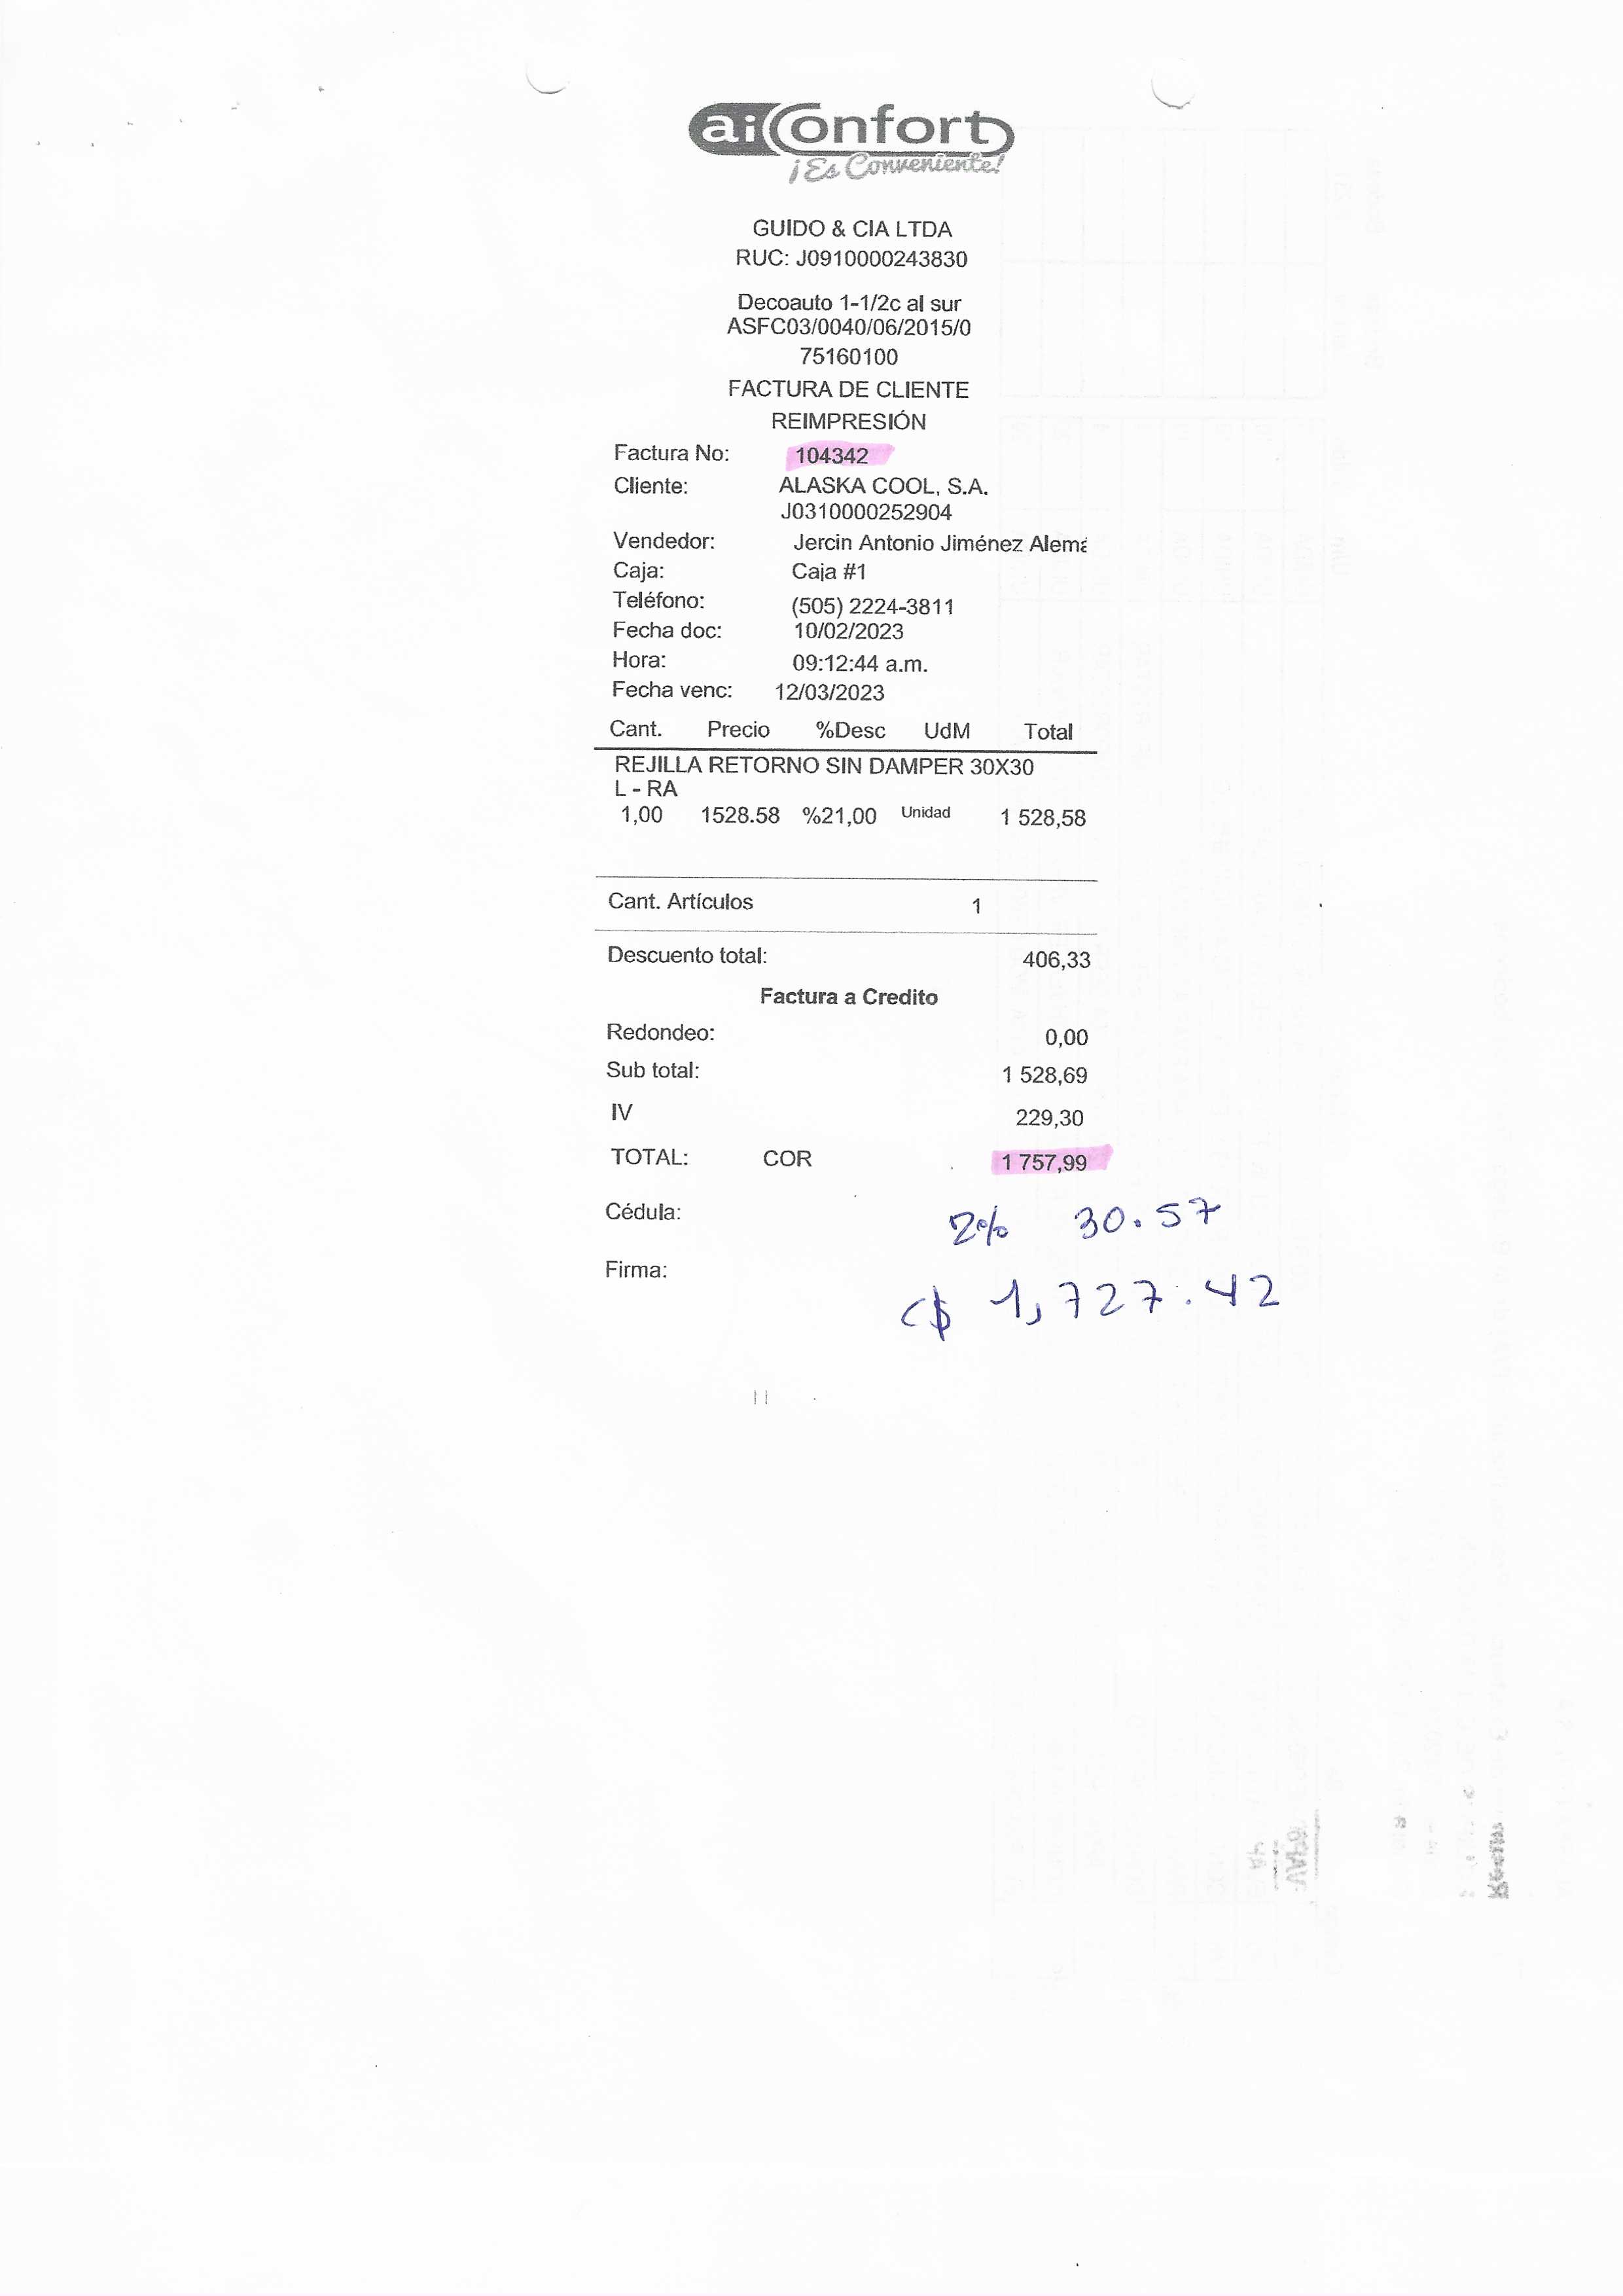 aiConfort
¡Es Conveniente!
GUIDO & CIA LTDA
RUC: J0910000243830
Decoauto 1-1/2c al sur
ASFC03/0040/06/2015/0
75160100
FACTURA DE CLIENTE
REIMPRESIÓN
Factura No: 104342
Cliente: ALASKA COOL, S.A.
J0310000252904
Vendedor: Jercin Antonio Jiménez Alemá
Caja: Caja #1
Teléfono: (505) 2224-3811
Fecha doc: 10/02/2023
Hora: 09:12:44 a.m.
Fecha venc: 12/03/2023
Cant. Precio %Desc UdM Total
REJILLA RETORNO SIN DAMPER 30X30
L - RA
1,00 1528.58 %21,00 Unidad 1 528,58
Cant. Artículos 1
Descuento total: 406,33
Factura a Credito
Redondeo: 0,00
Sub total: 1 528,69
IV 229,30
TOTAL: COR 1 757,99
Cédula:
2% 30.57
Firma:
C$ 1,727.42